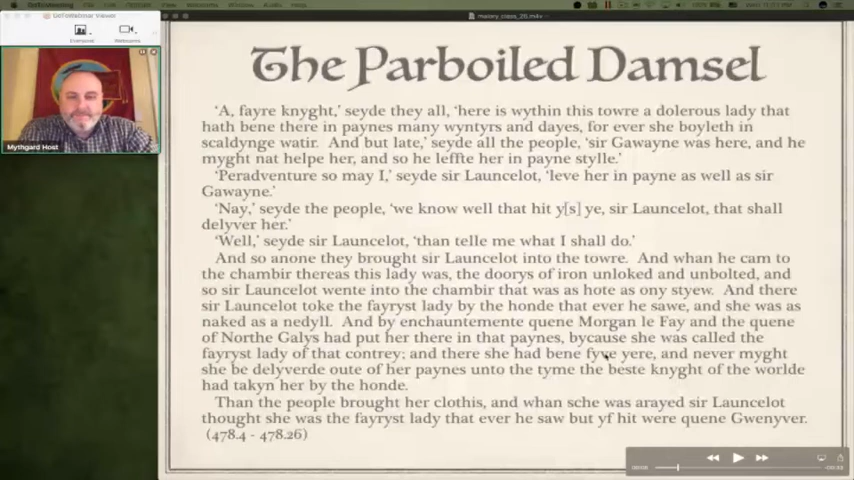 GoToWebinar Viewer
malory_class_26.m4v
Webcams
Mythgard Host
The Parboiled Damsel
'A, fayre knyght,' seyde they all, 'here is wythin this towre a dolerous lady that
hath bene there in paynes many wyntyrs and dayes, for ever she boyleth in
scaldynge watir. And but late,' seyde all the people, 'sir Gawayne was here, and he
myght nat helpe her, and so he leffte her in payne stylle.'
'Peradventure so may I,' seyde sir Launcelot, 'leve her in payne as well as sir
Gawayne.'
'Nay,' seyde the people, 'we know well that hit y[s] ye, sir Launcelot, that shall
delyver her.'
'Well,' seyde sir Launcelot, 'than telle me what I shall do.'
And so anone they brought sir Launcelot into the towre. And whan he cam to
the chambir thereas this lady was, the doorys of iron unloked and unbolted, and
so sir Launcelot wente into the chambir that was as hote as ony styew. And there
sir Launcelot toke the fayryst lady by the honde that ever he sawe, and she was as
naked as a nedyll. And by enchauntemente quene Morgan le Fay and the quene
of Northe Galys had put her there in that paynes, bycause she was called the
fayryst lady of that contrey; and there she had bene fyve yere, and never myght
she be delyverde oute of her paynes unto the tyme the beste knyght of the worlde
had takyn her by the honde.
Than the people brought her clothis, and whan sche was arayed sir Launcelot
thought she was the fayryst lady that ever he saw but yf hit were quene Gwenyver.
(478.4 - 478.26)